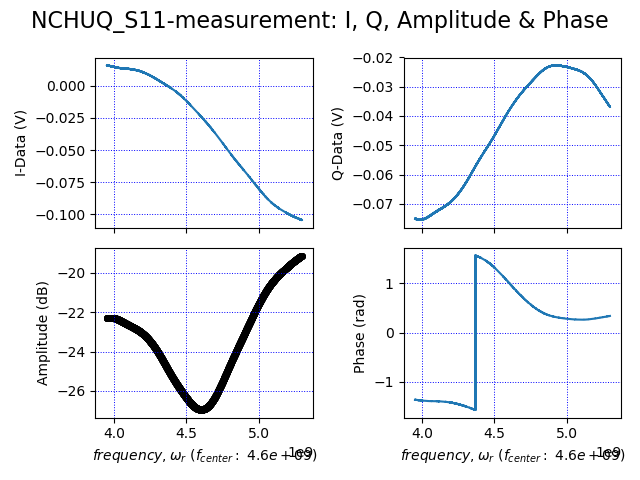 NCHUQ_S11-measurement: I, Q, Amplitude & Phase
I-Data (V)
0.000
−0.025
−0.050
−0.075
−0.100
Q-Data (V)
−0.02
−0.03
−0.04
−0.05
−0.06
−0.07
Amplitude (dB)
−20
−22
−24
−26
4.0 4.5 5.0
1e9
frequency, ωr (fcenter: 4.6e+09)
Phase (rad)
1
0
−1
4.0 4.5 5.0
1e9
frequency, ωr (fcenter: 4.6e+09)